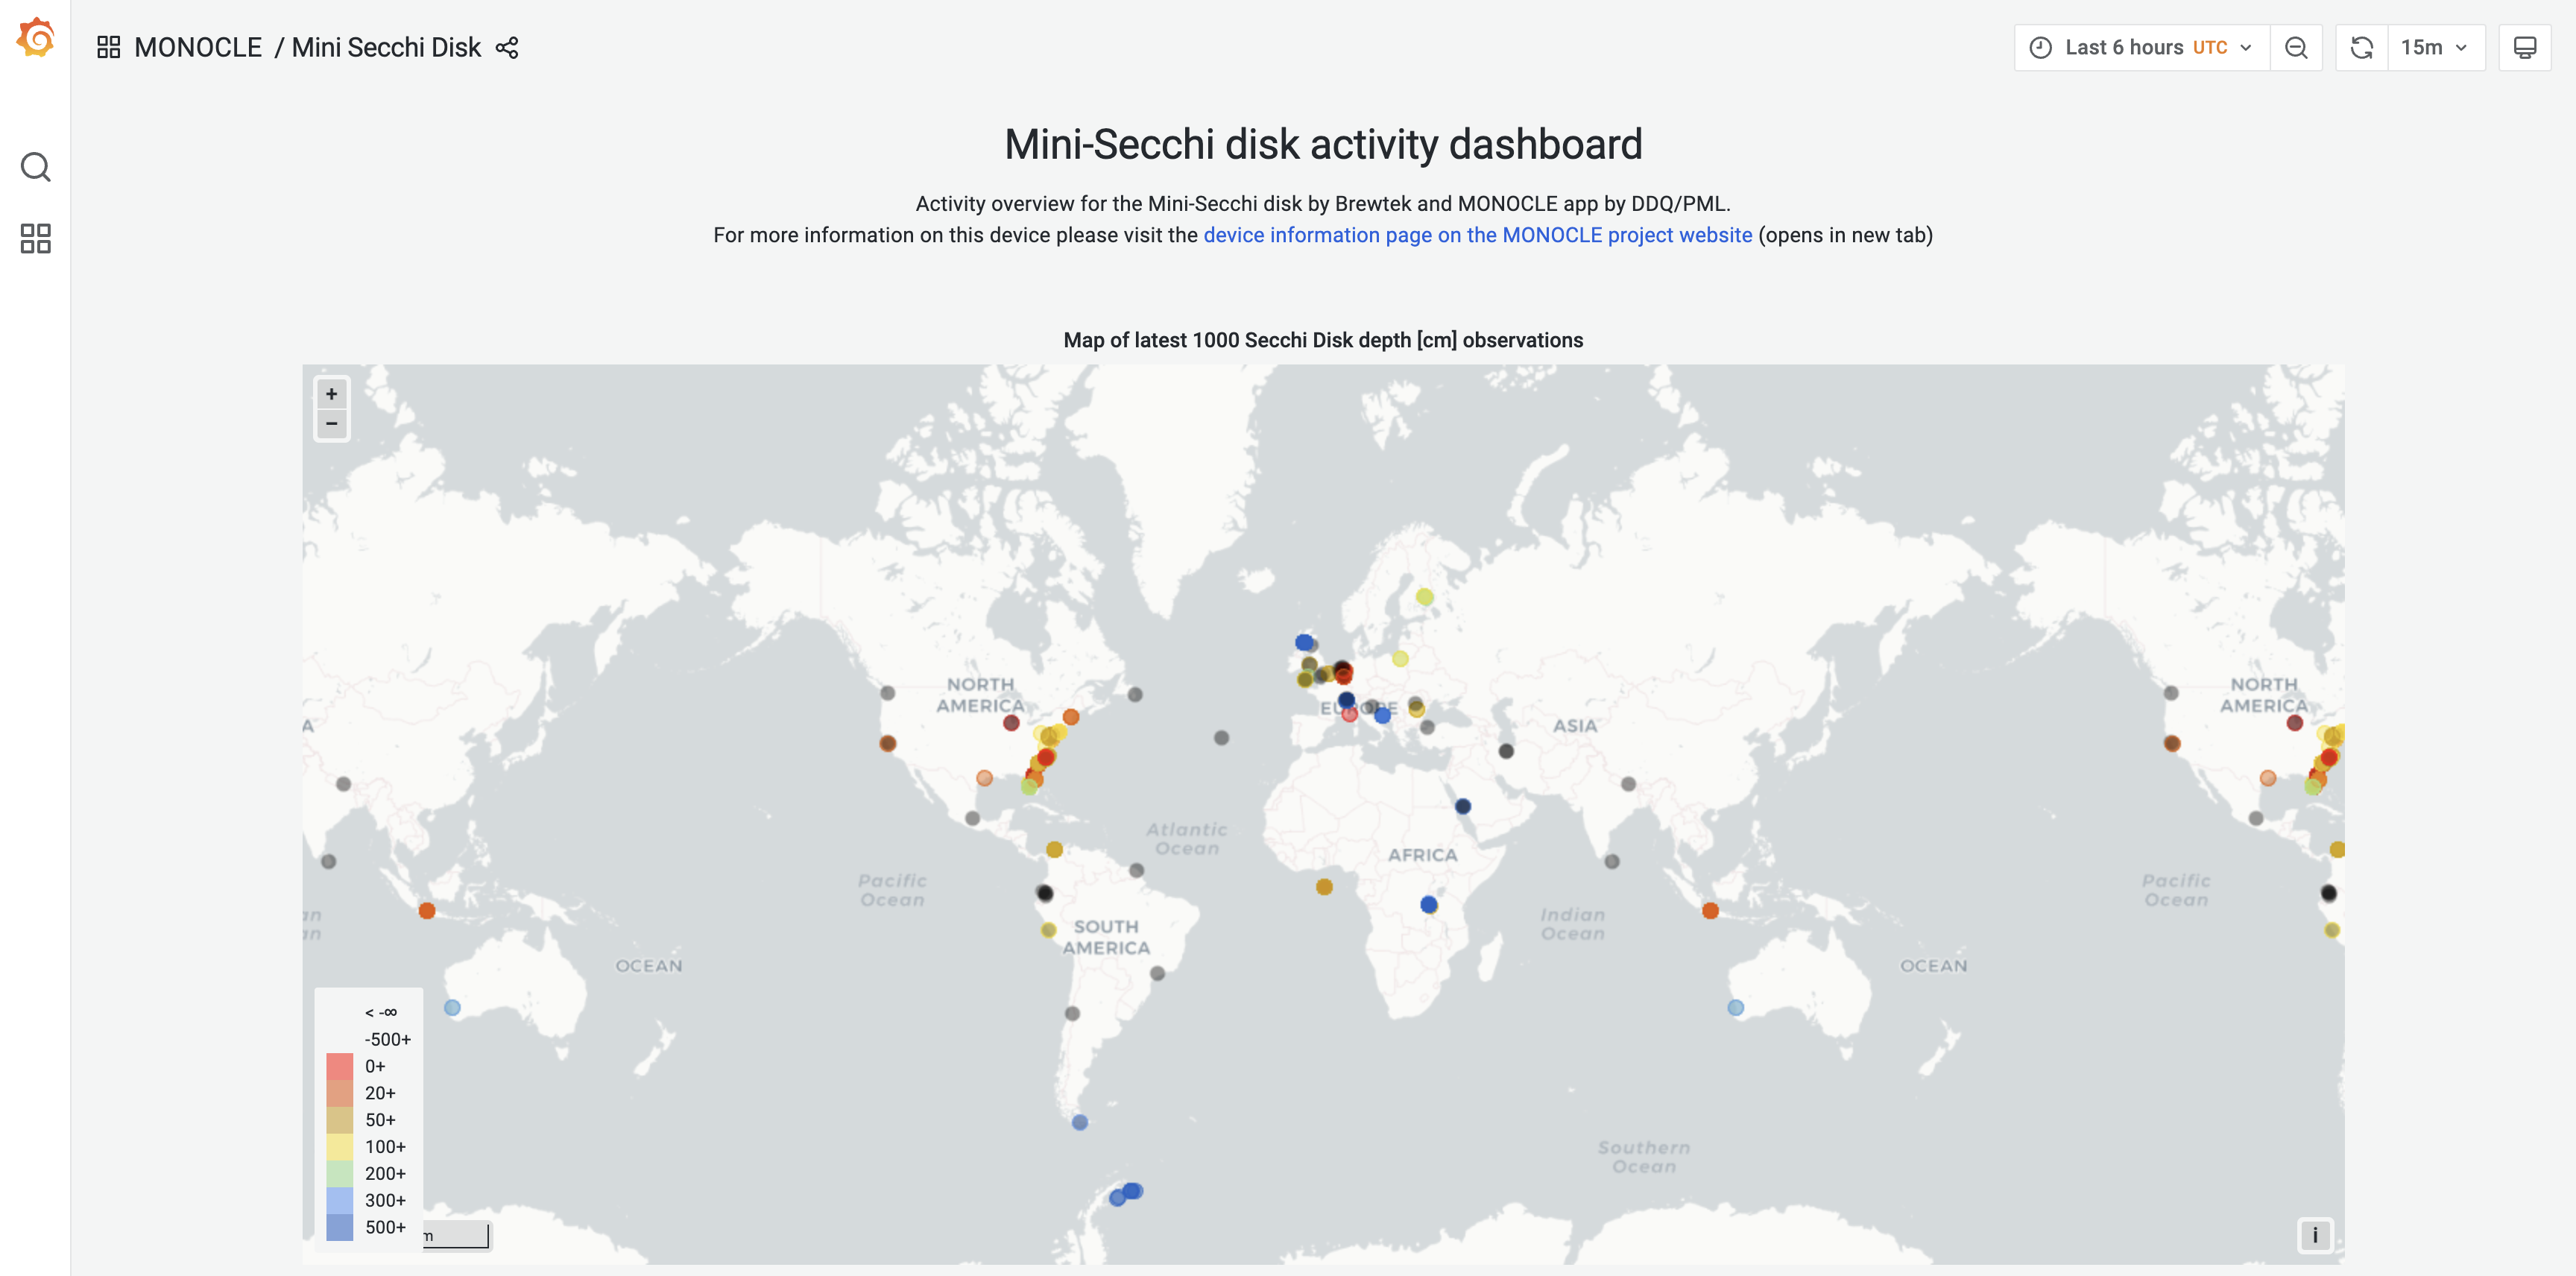 MONOCLE / Mini Secchi Disk
Last 6 hours UTC
15m
Mini-Secchi disk activity dashboard
Activity overview for the Mini-Secchi disk by Brewtek and MONOCLE app by DDQ/PML.
For more information on this device please visit the device information page on the MONOCLE project website (opens in new tab)
Map of latest 1000 Secchi Disk depth [cm] observations
+
−
NORTH
AMERICA
EUROPE
ASIA
NORTH
AMERICA
A
Atlantic
Ocean
AFRICA
Pacific
Ocean
Pacific
Ocean
an
an
Indian
Ocean
SOUTH
AMERICA
OCEAN
OCEAN
Southern
Ocean
< -∞
-500+
0+
20+
50+
100+
200+
300+
500+
m
i